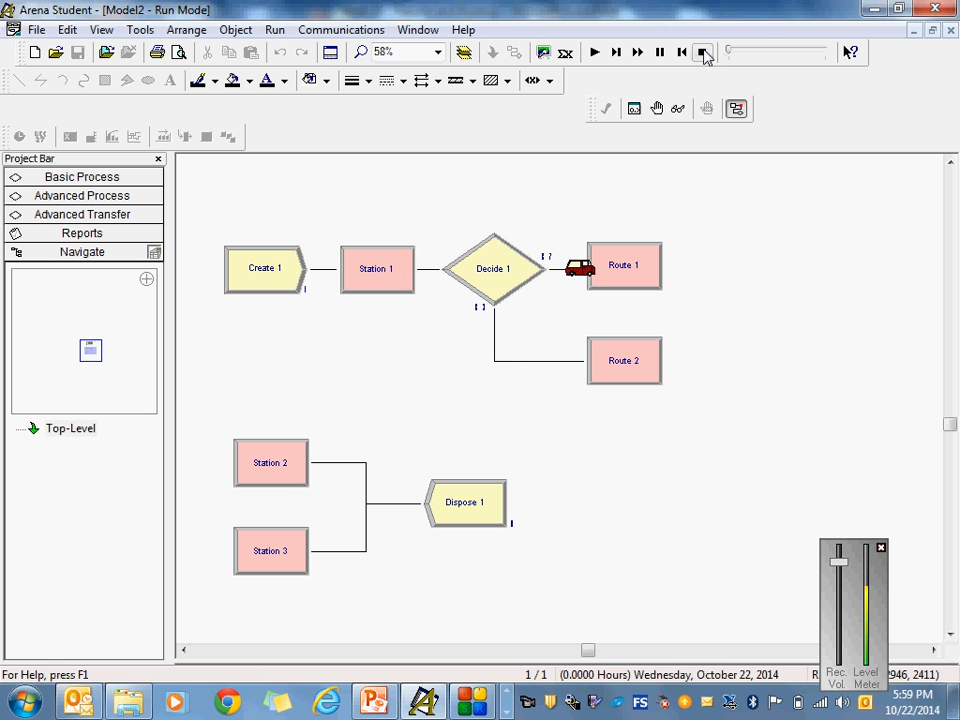 Arena Student - [Model2 - Run Mode]
File Edit View Tools Arrange Object Run Communications Window Help
58%
Project Bar
Basic Process
Advanced Process
Advanced Transfer
Reports
Navigate
Top-Level
Create 1
Station 1
Decide 1
Route 1
Route 2
Station 2
Dispose 1
Station 3
Rec. Level
Vol. Meter
For Help, press F1
1 / 1
(0.0000 Hours) Wednesday, October 22, 2014
2946, 2411)
FS
5:59 PM
10/22/2014